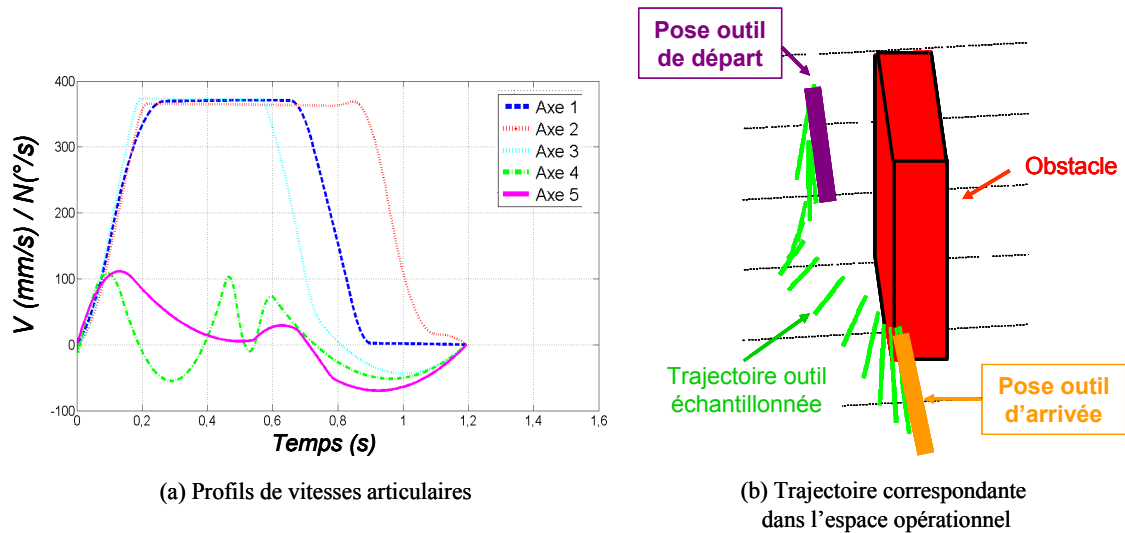 V (mm/s) / N(°/s)
400
300
200
100
0
-100
0
0,2
0,4
0,6
0,8
1
1,2
1,4
1,6
Temps (s)
Axe 1
Axe 2
Axe 3
Axe 4
Axe 5
(a) Profils de vitesses articulaires
Pose outil
de départ
Obstacle
Trajectoire outil
échantillonnée
Pose outil
d’arrivée
(b) Trajectoire correspondante
dans l’espace opérationnel